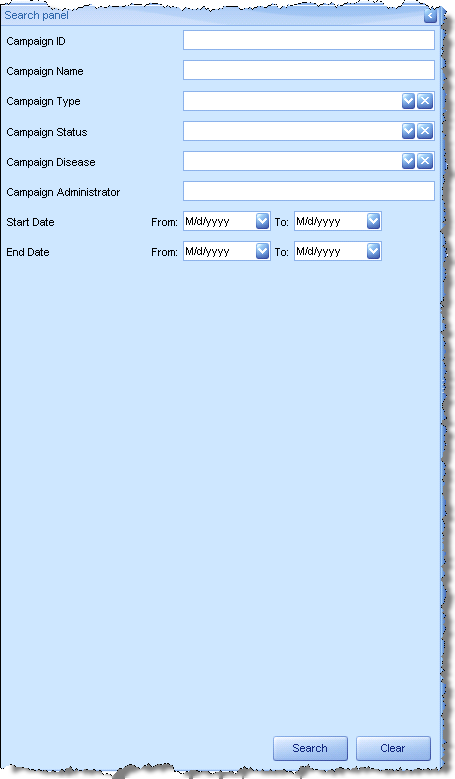 Search panel
Campaign ID
Campaign Name
Campaign Type
Campaign Status
Campaign Disease
Campaign Administrator
Start Date From: M/d/yyyy To: M/d/yyyy
End Date From: M/d/yyyy To: M/d/yyyy
Search Clear